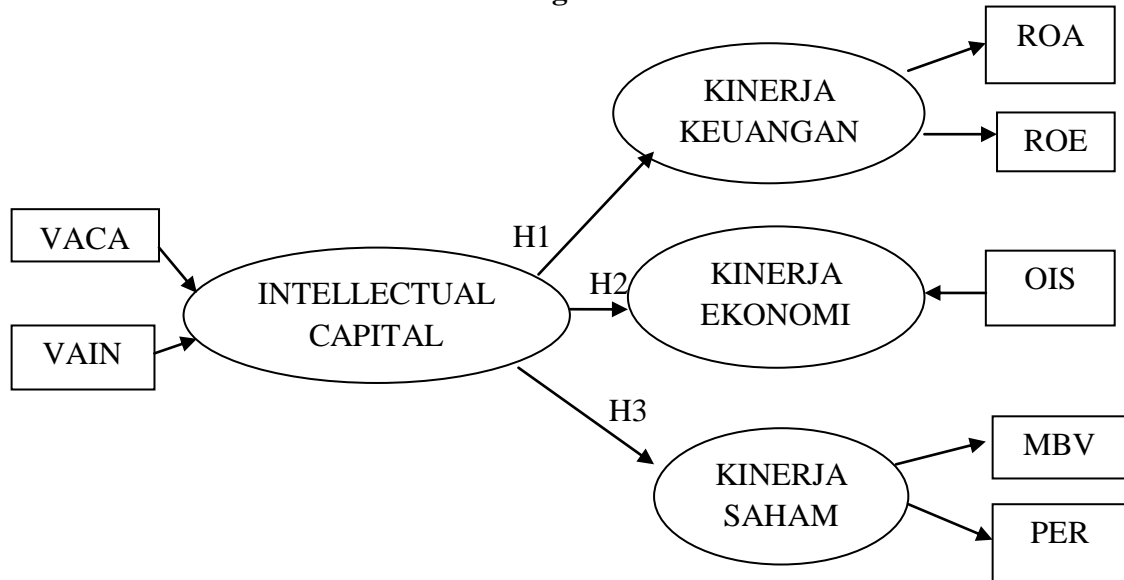 VACA
VAIN
INTELLECTUAL
CAPITAL
H1
H2
H3
KINERJA
KEUANGAN
KINERJA
EKONOMI
KINERJA
SAHAM
ROA
ROE
OIS
MBV
PER